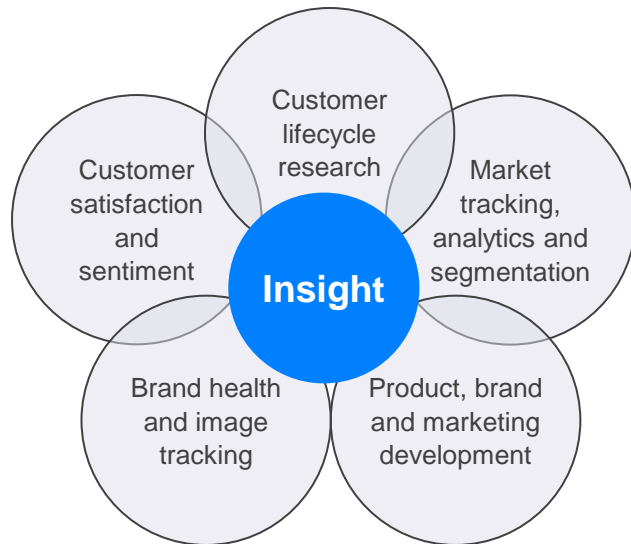 Customer
lifecycle
research
Customer
satisfaction
and
sentiment
Market
tracking,
analytics and
segmentation
Insight
Brand health
and image
tracking
Product, brand
and marketing
development